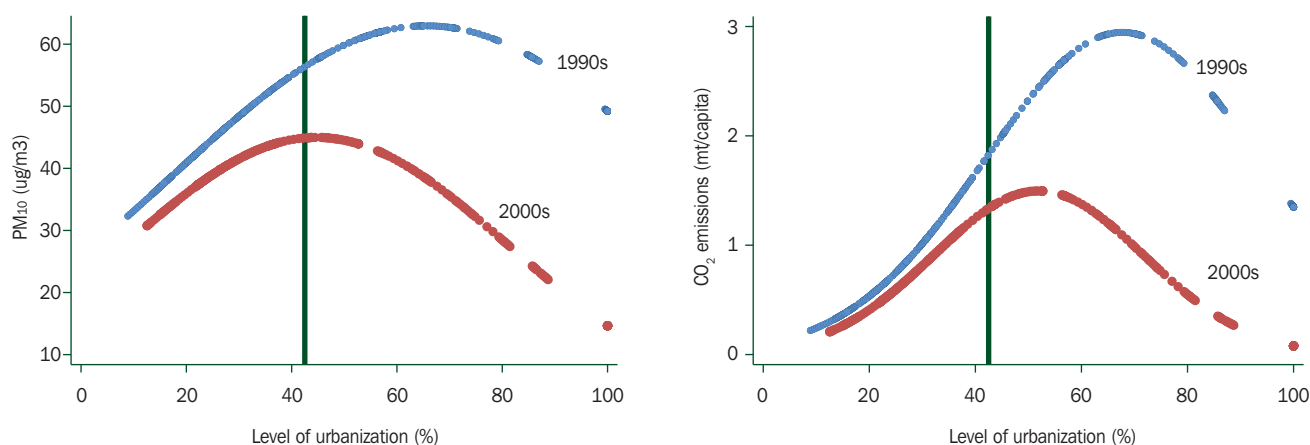 PM10 (ug/m3)
60
50
40
30
20
10
1990s
2000s
0 20 40 60 80 100
Level of urbanization (%)
CO2 emissions (mt/capita)
3
2
1
0
1990s
2000s
0 20 40 60 80 100
Level of urbanization (%)